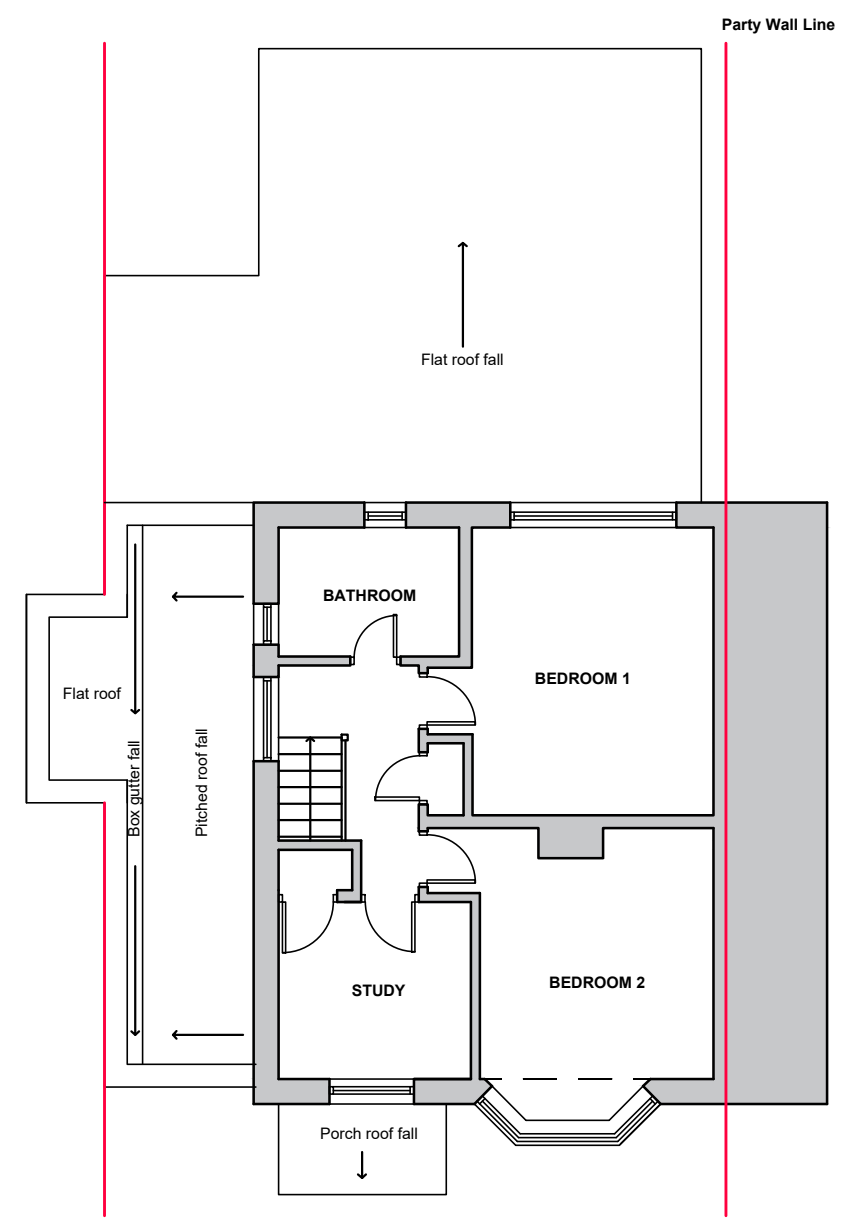 Party Wall Line
Flat roof fall
BATHROOM
BEDROOM 1
Flat roof
Box gutter fall
Pitched roof fall
STUDY
BEDROOM 2
Porch roof fall